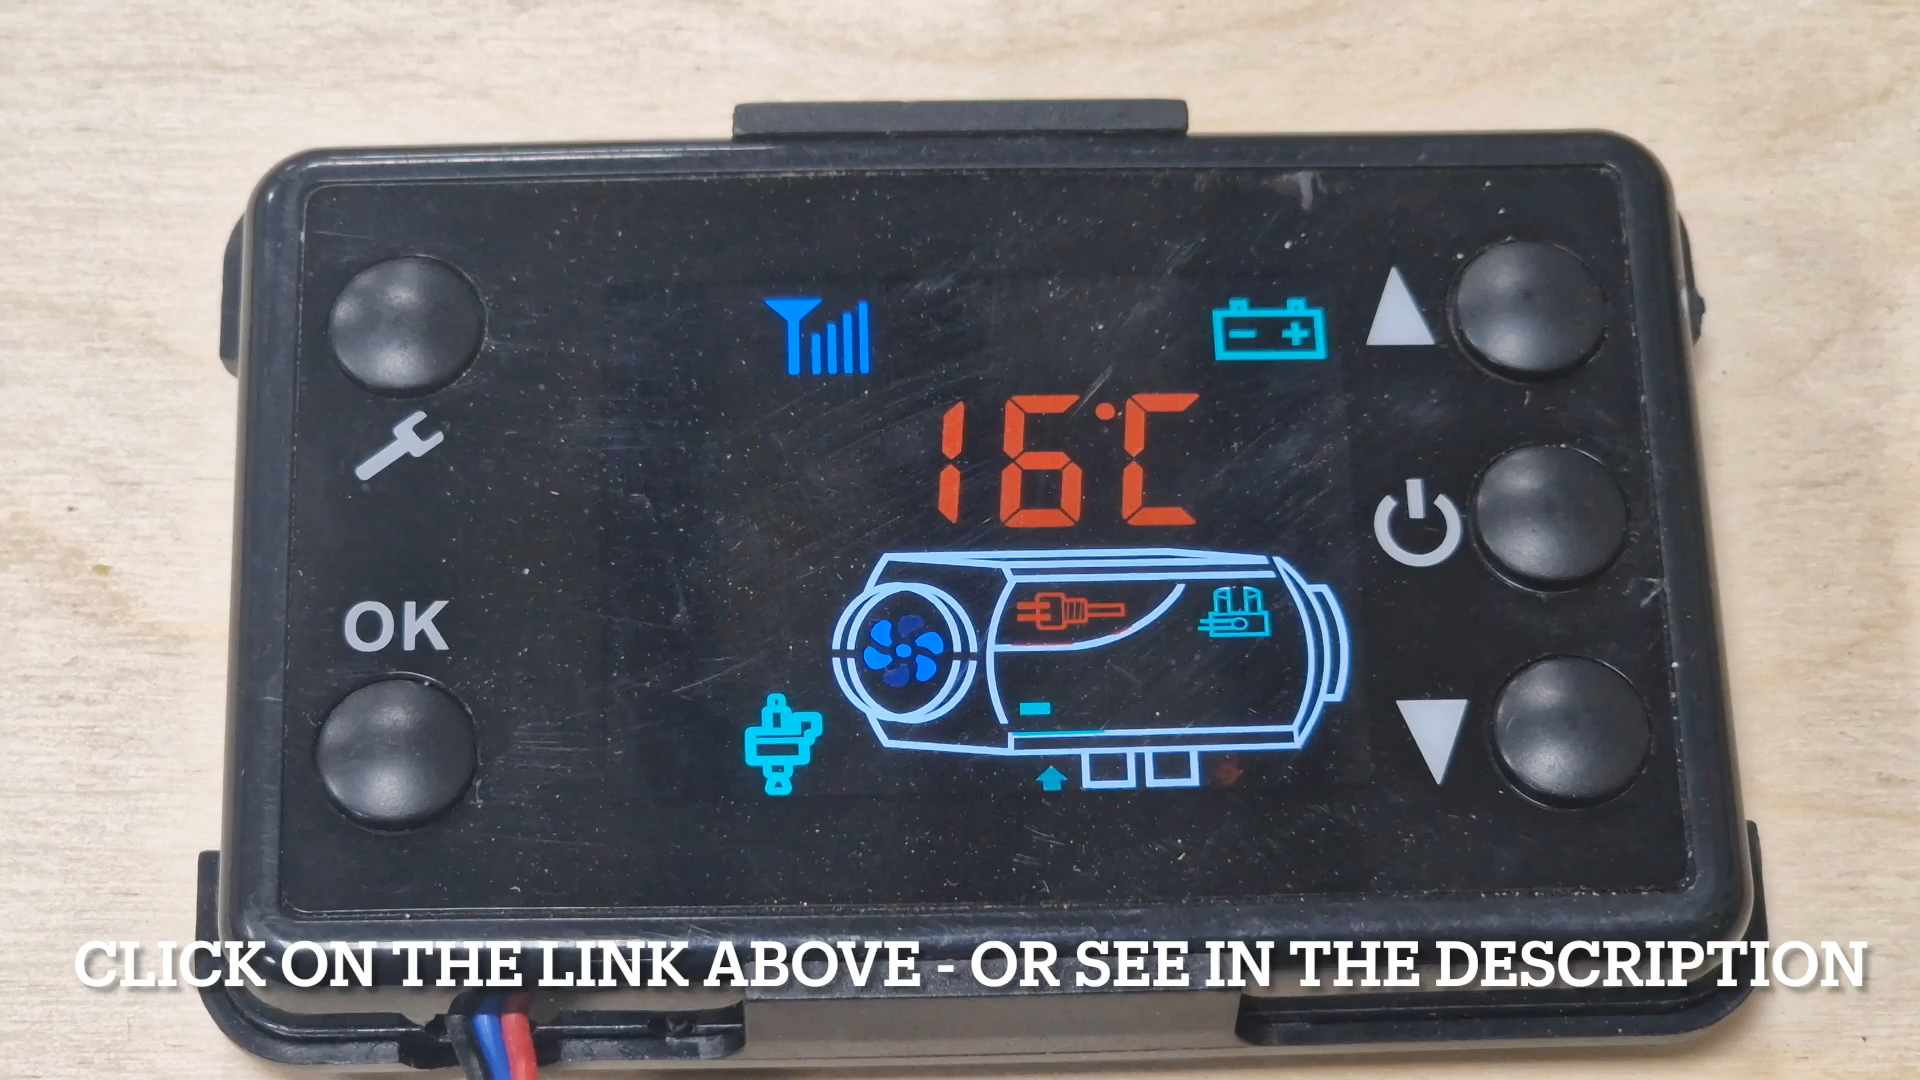 16°C
OK
CLICK ON THE LINK ABOVE - OR SEE IN THE DESCRIPTION